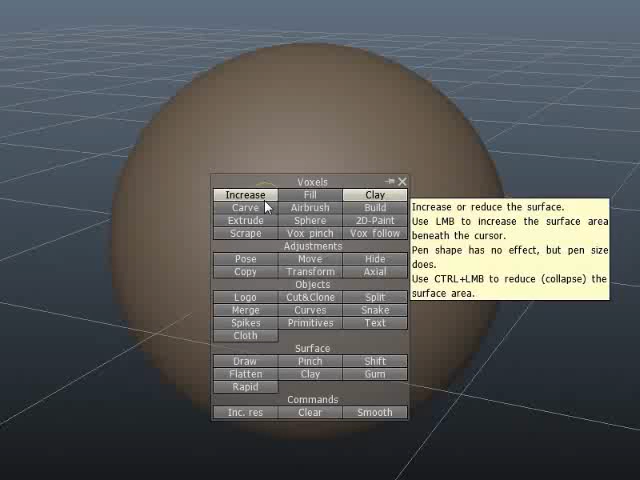 Voxels
Increase Fill Clay
Carve Airbrush Build
Extrude Sphere 2D-Paint
Scrape Vox pinch Vox follow
Adjustments
Pose Move Hide
Copy Transform Axial
Objects
Logo Cut&Clone Split
Merge Curves Snake
Spikes Primitives Text
Cloth
Surface
Draw Pinch Shift
Flatten Clay Gum
Rapid
Commands
Inc. res Clear Smooth
Increase or reduce the surface.
Use LMB to increase the surface area
beneath the cursor.
Pen shape has no effect, but pen size
does.
Use CTRL+LMB to reduce (collapse) the
surface area.